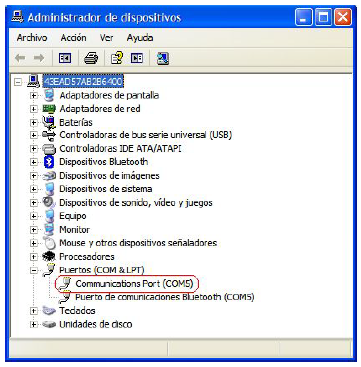 Administrador de dispositivos
Archivo Acción Ver Ayuda
43EAD57AB2B6400
Adaptadores de pantalla
Adaptadores de red
Baterías
Controladoras de bus serie universal (USB)
Controladoras IDE ATA/ATAPI
Dispositivos Bluetooth
Dispositivos de imágenes
Dispositivos de sistema
Dispositivos de sonido, vídeo y juegos
Equipo
Monitor
Mouse y otros dispositivos señaladores
Procesadores
Puertos (COM & LPT)
Communications Port (COM5)
Puerto de comunicaciones Bluetooth (COM5)
Teclados
Unidades de disco